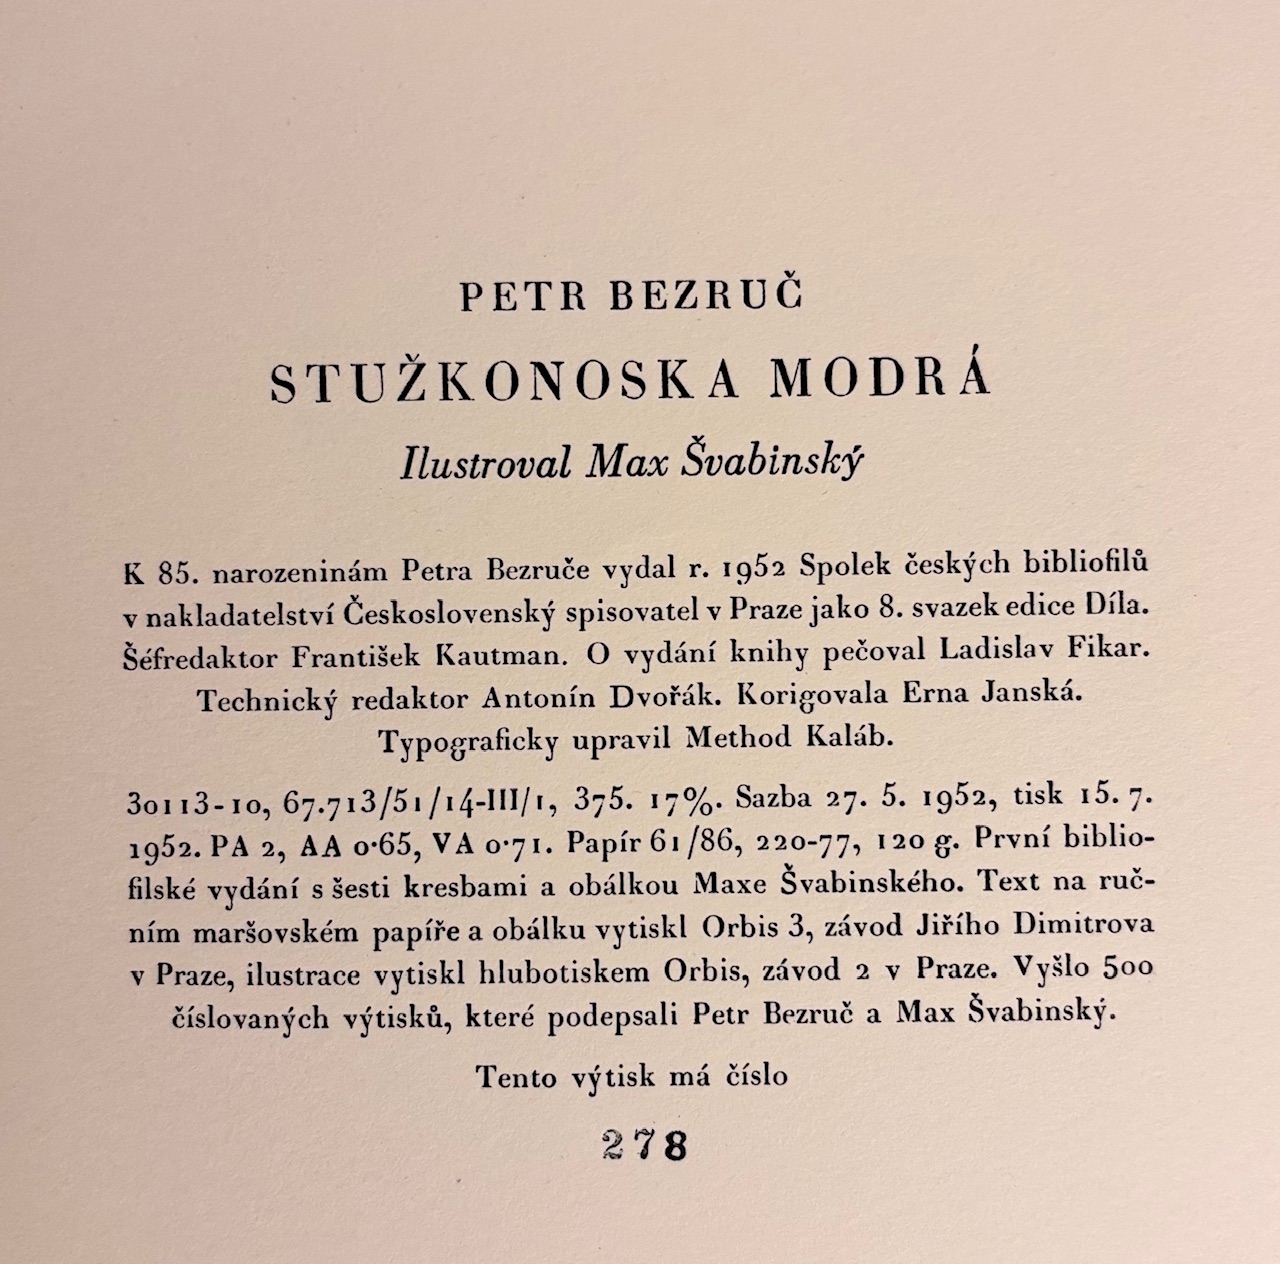 PETR BEZRUČ
STUŽKONOSKA MODRÁ
Ilustroval Max Švabinský
K 85. narozeninám Petra Bezruče vydal r. 1952 Spolek českých bibliofilů
v nakladatelství Československý spisovatel v Praze jako 8. svazek edice Díla.
Šéfredaktor František Kautman. O vydání knihy pečoval Ladislav Fikar.
Technický redaktor Antonín Dvořák. Korigovala Erna Janská.
Typograficky upravil Method Kaláb.
30113-10, 67.713/51/14-III/1, 375. 17%. Sazba 27. 5. 1952, tisk 15. 7.
1952. PA 2, AA 0·65, VA 0·71. Papír 61/86, 220-77, 120 g. První biblio-
filské vydání s šesti kresbami a obálkou Maxe Švabinského. Text na ruč-
ním maršovském papíře a obálku vytiskl Orbis 3, závod Jiřího Dimitrova
v Praze, ilustrace vytiskl hlubotiskem Orbis, závod 2 v Praze. Vyšlo 500
číslovaných výtisků, které podepsali Petr Bezruč a Max Švabinský.
Tento výtisk má číslo
278